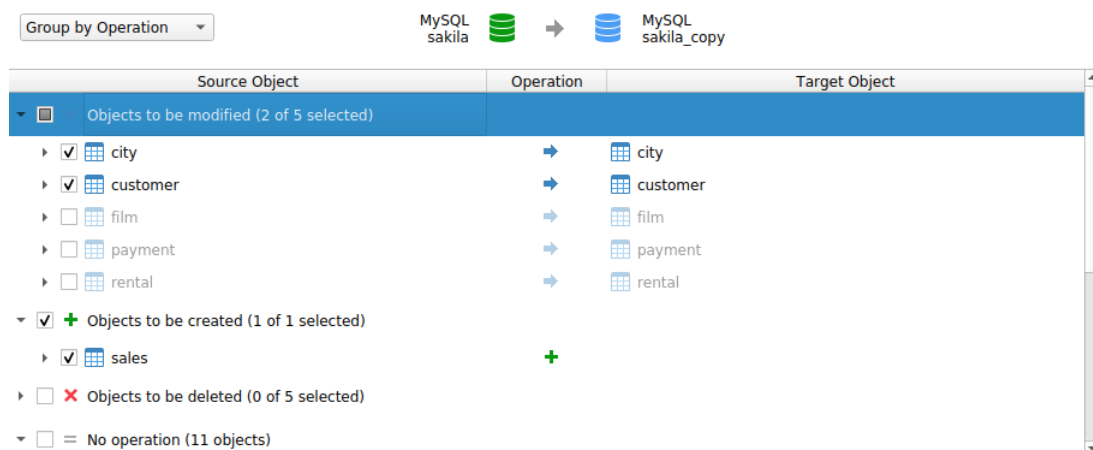 Group by Operation
MySQL
sakila
MySQL
sakila_copy
Source Object Operation Target Object
Objects to be modified (2 of 5 selected)
city city
customer customer
film film
payment payment
rental rental
Objects to be created (1 of 1 selected)
sales
Objects to be deleted (0 of 5 selected)
No operation (11 objects)